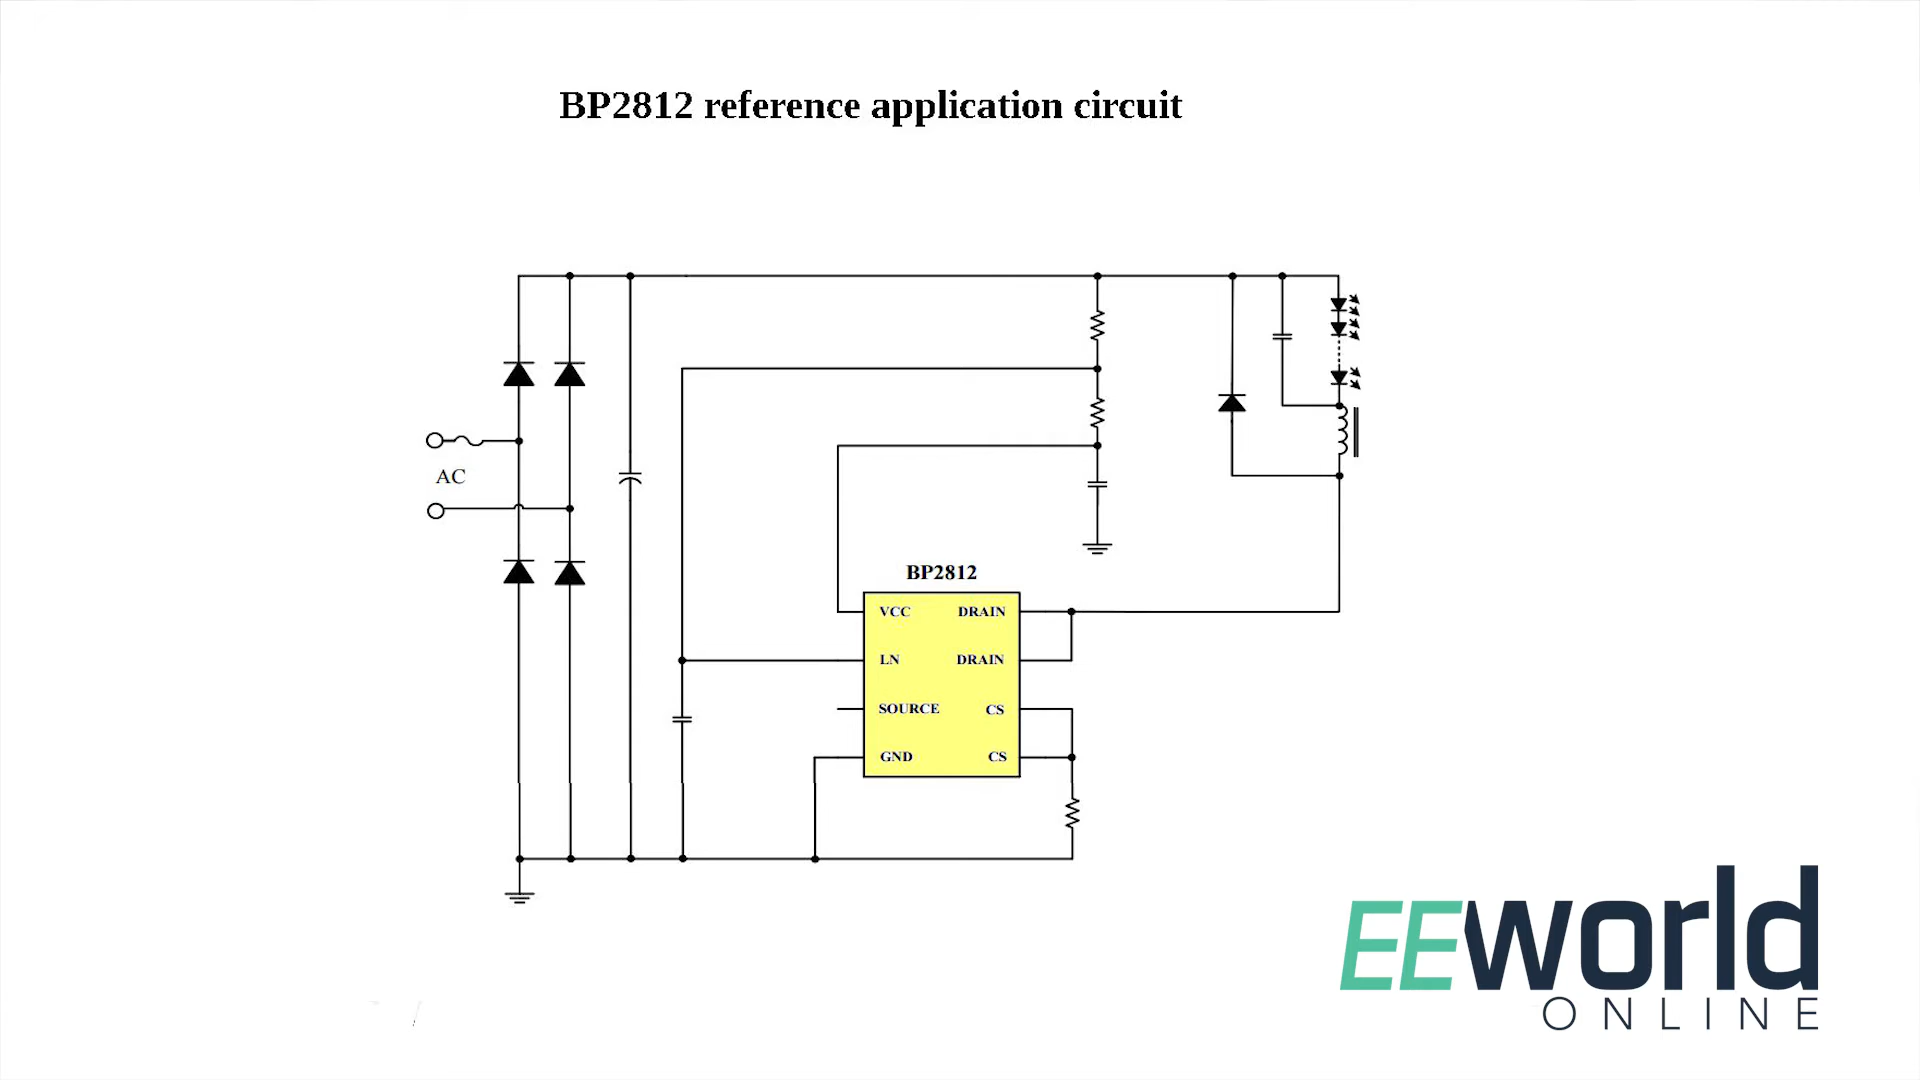 BP2812 reference application circuit
AC
BP2812
VCC DRAIN
LN DRAIN
SOURCE CS
GND CS
EEWorld
ONLINE